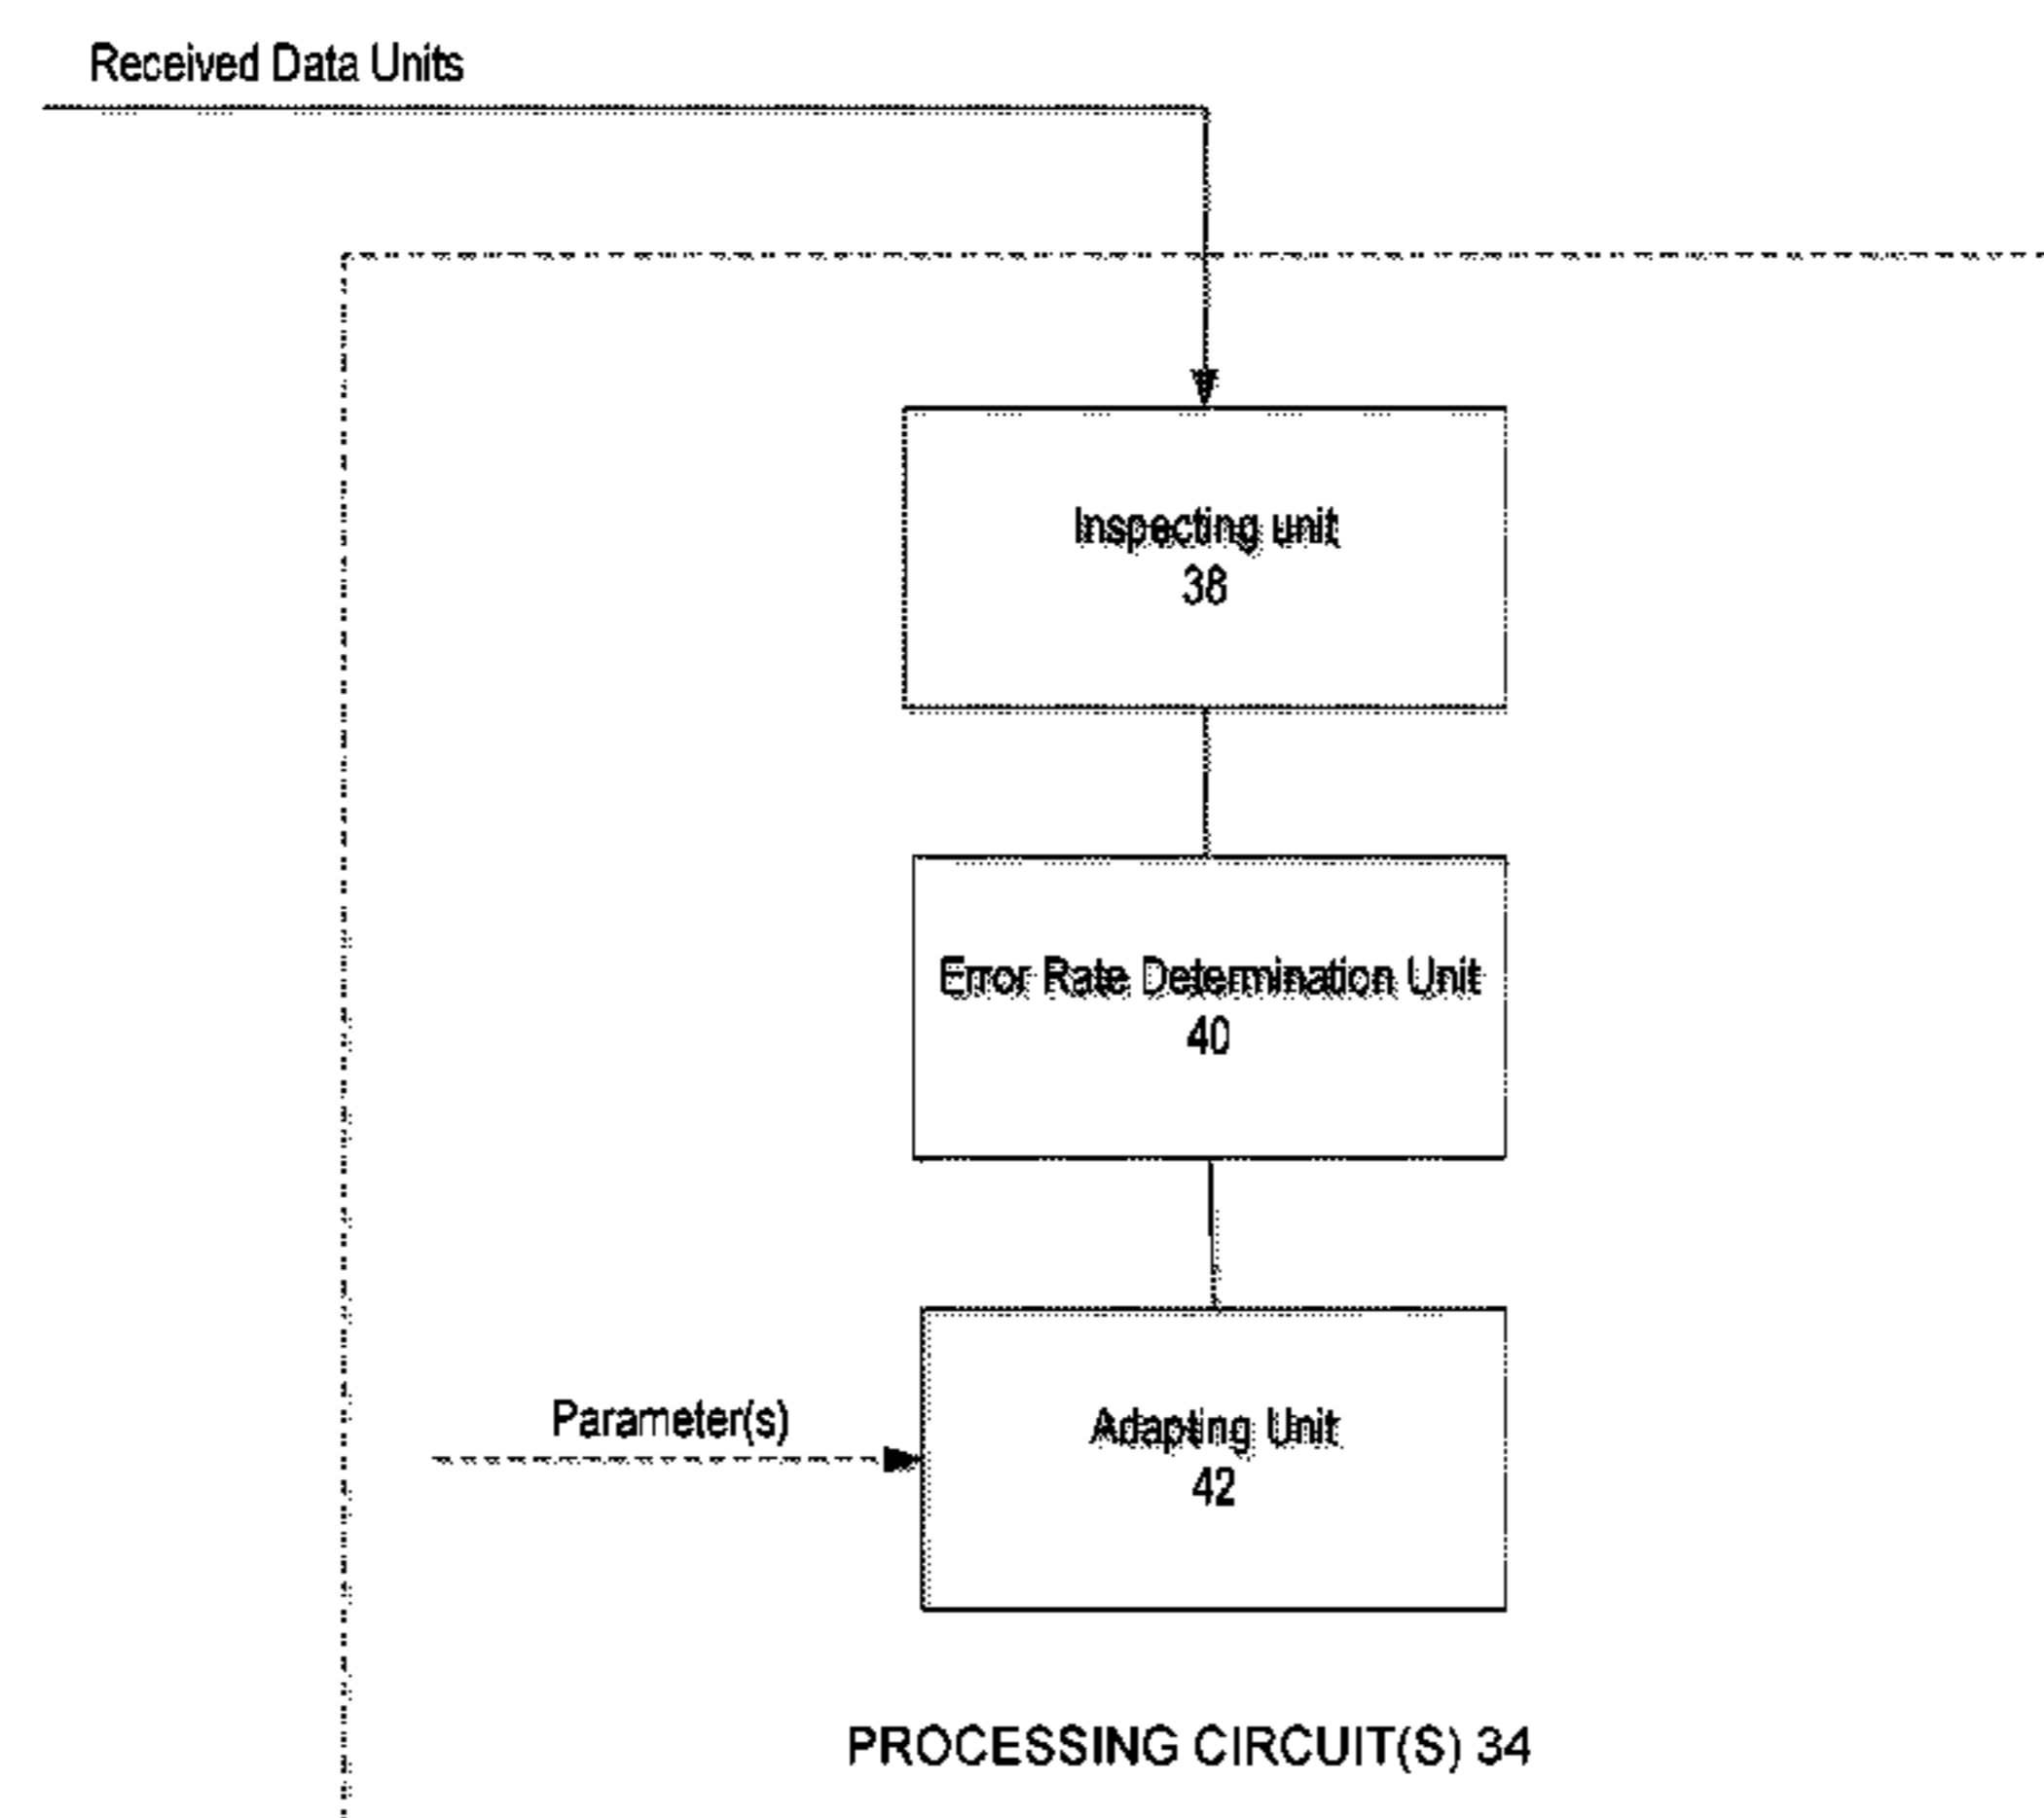 Received Data Units
Inspecting unit
38
Error Rate Determination Unit
40
Parameter(s)
Adapting Unit
42
PROCESSING CIRCUIT(S) 34